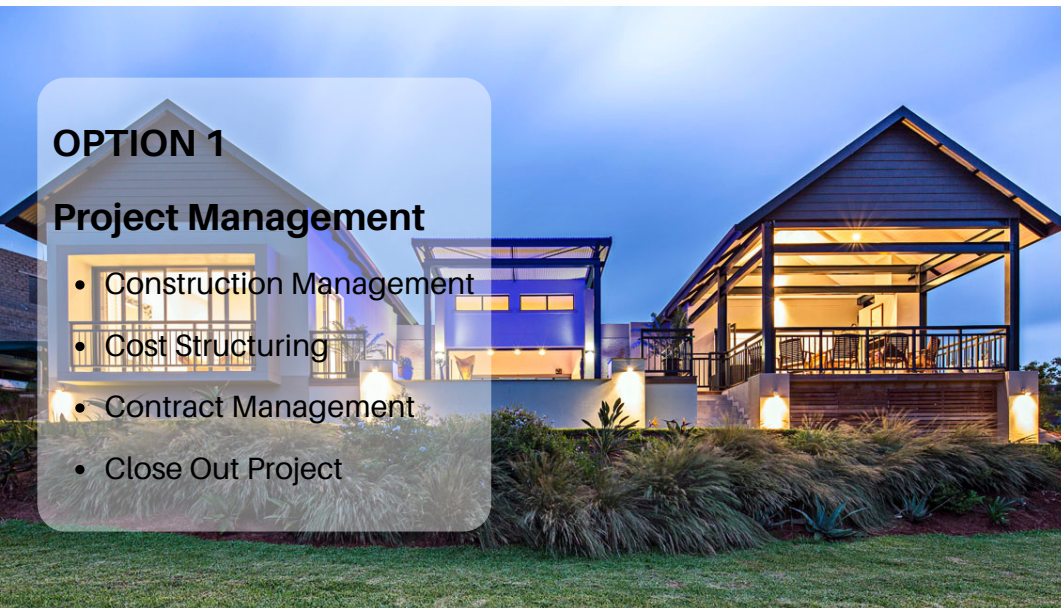 OPTION 1
Project Management
• Construction Management
• Cost Structuring
• Contract Management
• Close Out Project